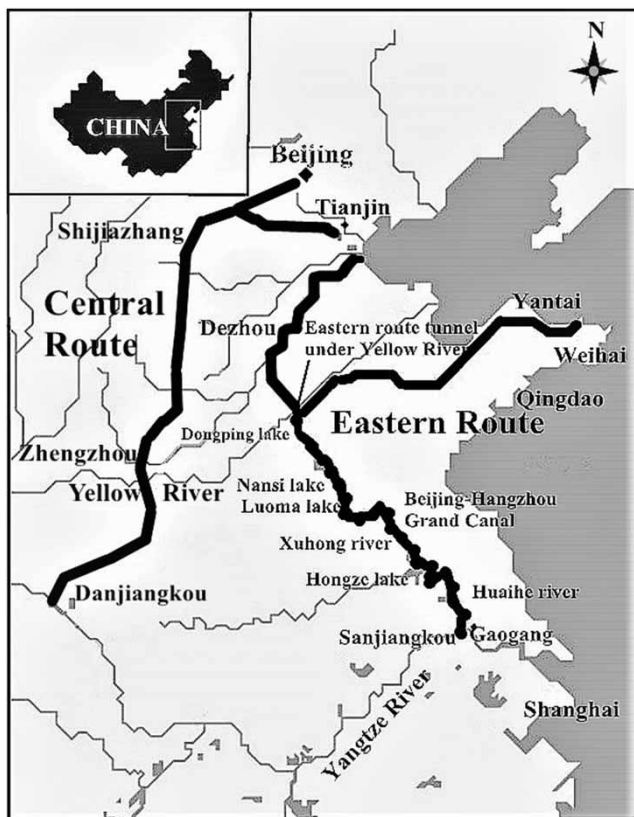 N
CHINA
Beijing
Tianjin
Shijiazhang
Central
Route
Dezhou
Eastern route tunnel
under Yellow River
Yantai
Weihai
Qingdao
Eastern Route
Dongping lake
Zhengzhou
Yellow River
Nansi lake
Luoma lake
Beijing-Hangzhou
Grand Canal
Xuhong river
Hongze lake
Huaihe river
Danjiangkou
Sanjiangkou
Gaogang
Yangtze River
Shanghai